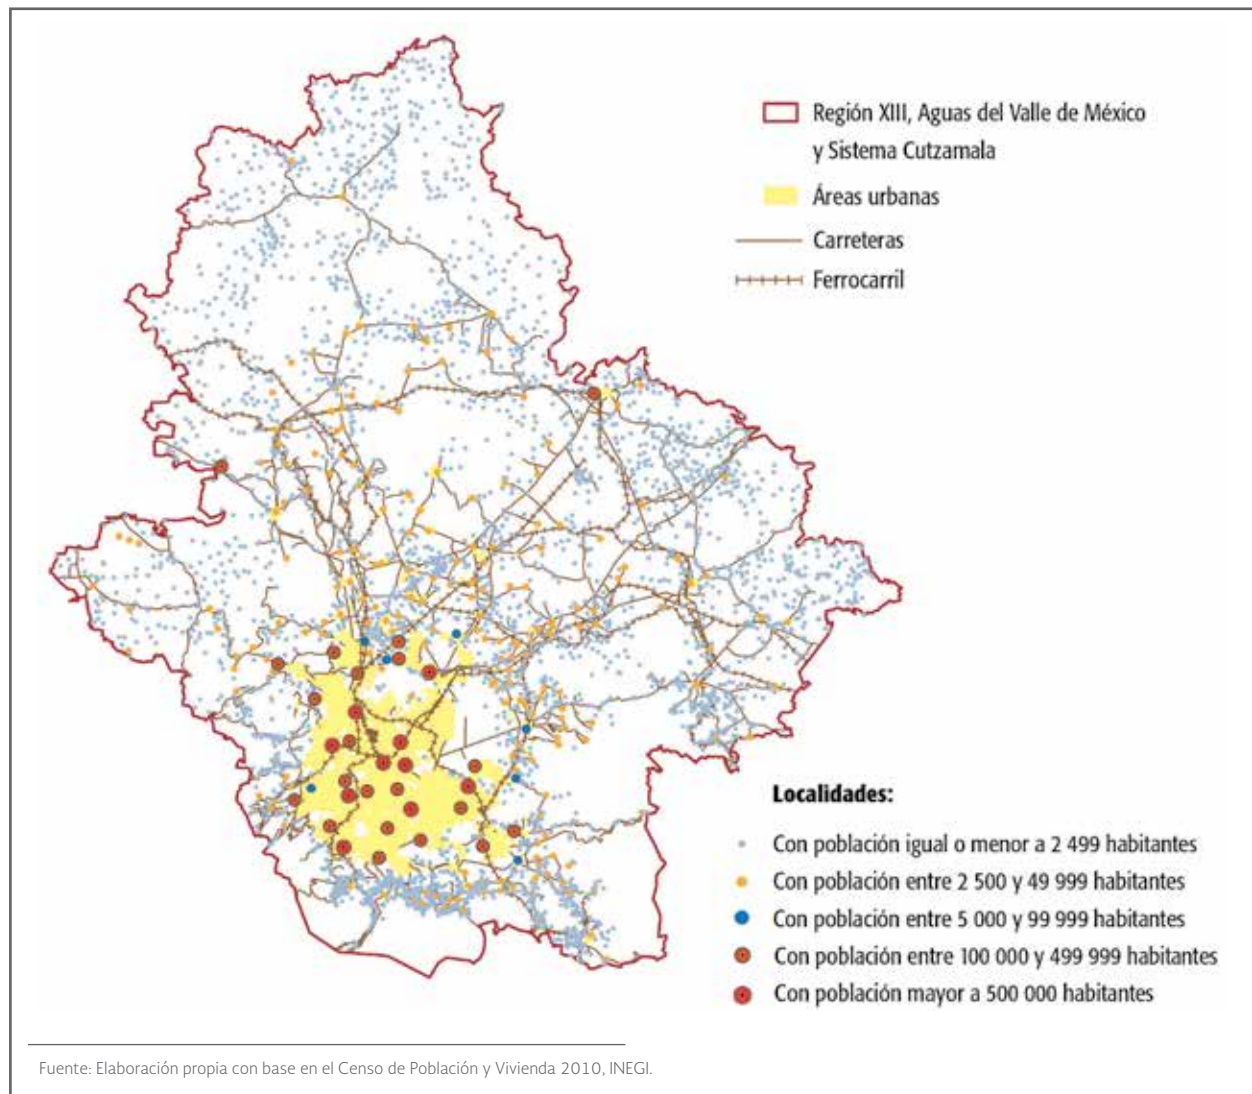 Región XIII, Aguas del Valle de México
y Sistema Cutzamala
Áreas urbanas
Carreteras
Ferrocarril
Localidades:
Con población igual o menor a 2 499 habitantes
Con población entre 2 500 y 49 999 habitantes
Con población entre 5 000 y 99 999 habitantes
Con población entre 100 000 y 499 999 habitantes
Con población mayor a 500 000 habitantes
Fuente: Elaboración propia con base en el Censo de Población y Vivienda 2010, INEGI.